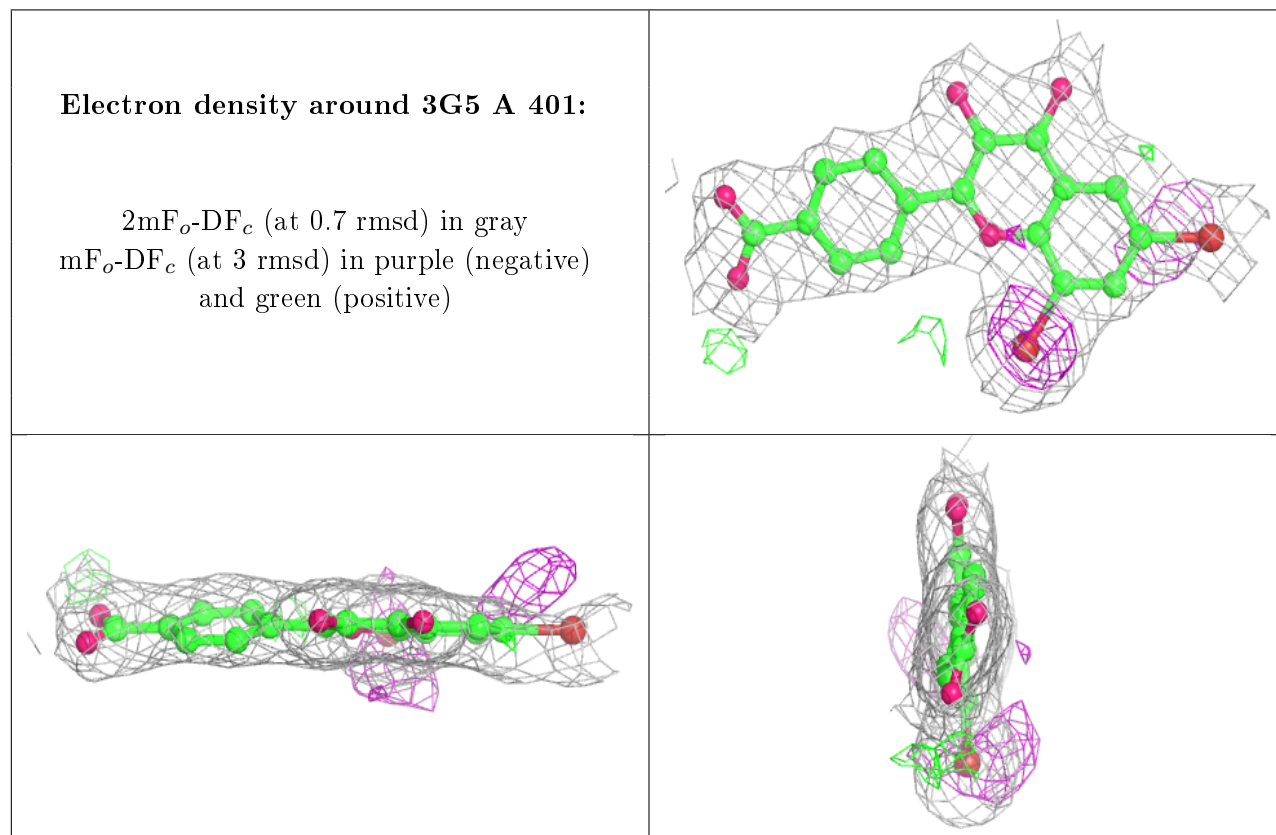 Electron density around 3G5 A 401:
2mFₒ-DF𝒸 (at 0.7 rmsd) in gray
mFₒ-DF𝒸 (at 3 rmsd) in purple (negative)
and green (positive)